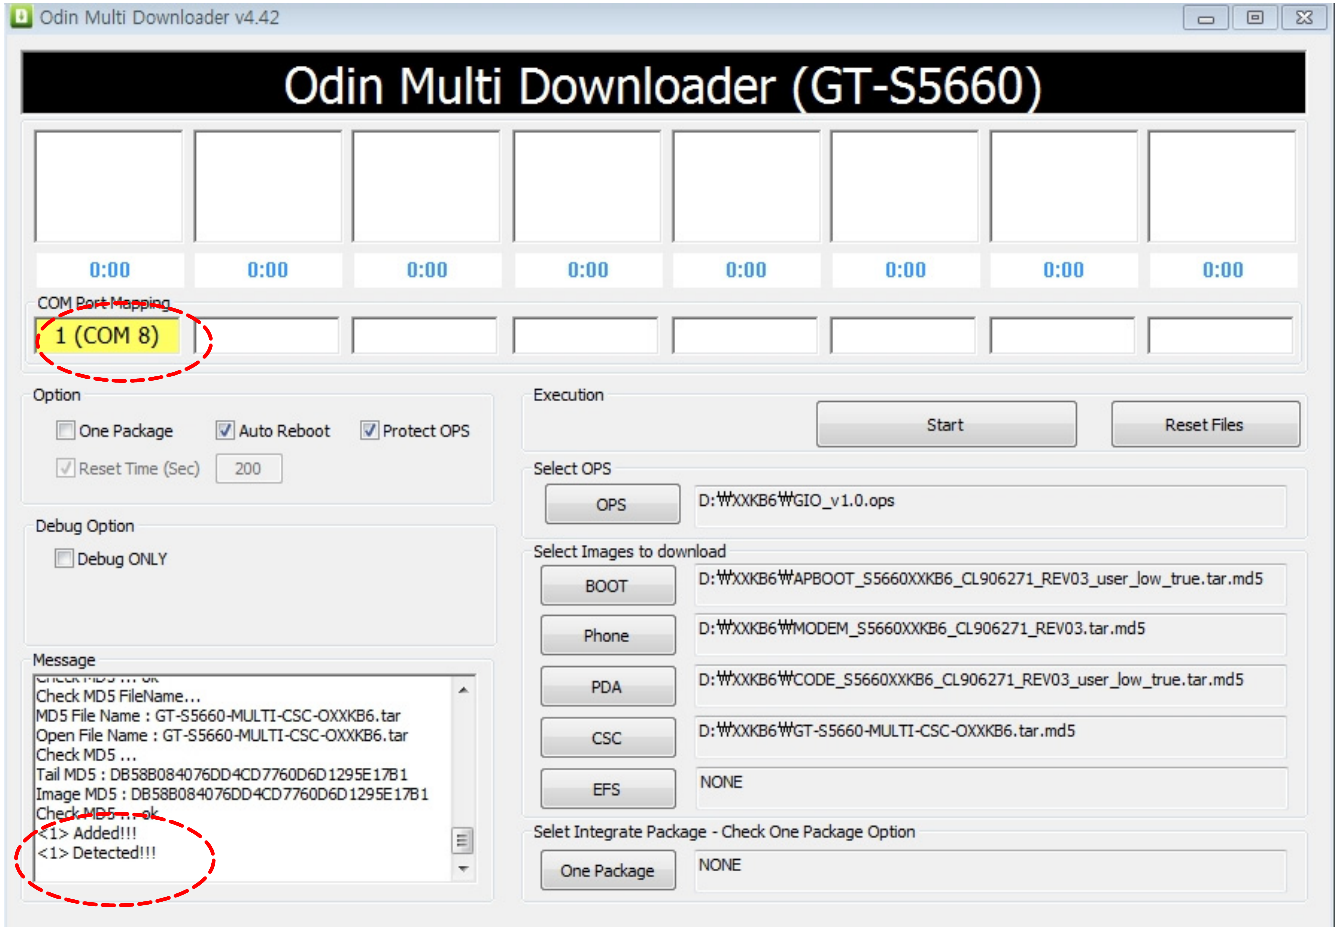 Odin Multi Downloader v4.42
Odin Multi Downloader (GT-S5660)
0:00 0:00 0:00 0:00 0:00 0:00 0:00 0:00
COM Port Mapping
1 (COM 8)
Option
One Package Auto Reboot Protect OPS
Reset Time (Sec) 200
Debug Option
Debug ONLY
Message
Check MD5 ... ok
Check MD5 FileName...
MD5 File Name : GT-S5660-MULTI-CSC-OXXKB6.tar
Open File Name : GT-S5660-MULTI-CSC-OXXKB6.tar
Check MD5 ...
Tail MD5 : DB58B084076DD4CD7760D6D1295E17B1
Image MD5 : DB58B084076DD4CD7760D6D1295E17B1
Check MD5 ... ok
<1> Added!!!
<1> Detected!!!
Execution
Start Reset Files
Select OPS
OPS D:₩XXKB6₩GIO_v1.0.ops
Select Images to download
BOOT D:₩XXKB6₩APBOOT_S5660XXKB6_CL906271_REV03_user_low_true.tar.md5
Phone D:₩XXKB6₩MODEM_S5660XXKB6_CL906271_REV03.tar.md5
PDA D:₩XXKB6₩CODE_S5660XXKB6_CL906271_REV03_user_low_true.tar.md5
CSC D:₩XXKB6₩GT-S5660-MULTI-CSC-OXXKB6.tar.md5
EFS NONE
Selet Integrate Package - Check One Package Option
One Package NONE